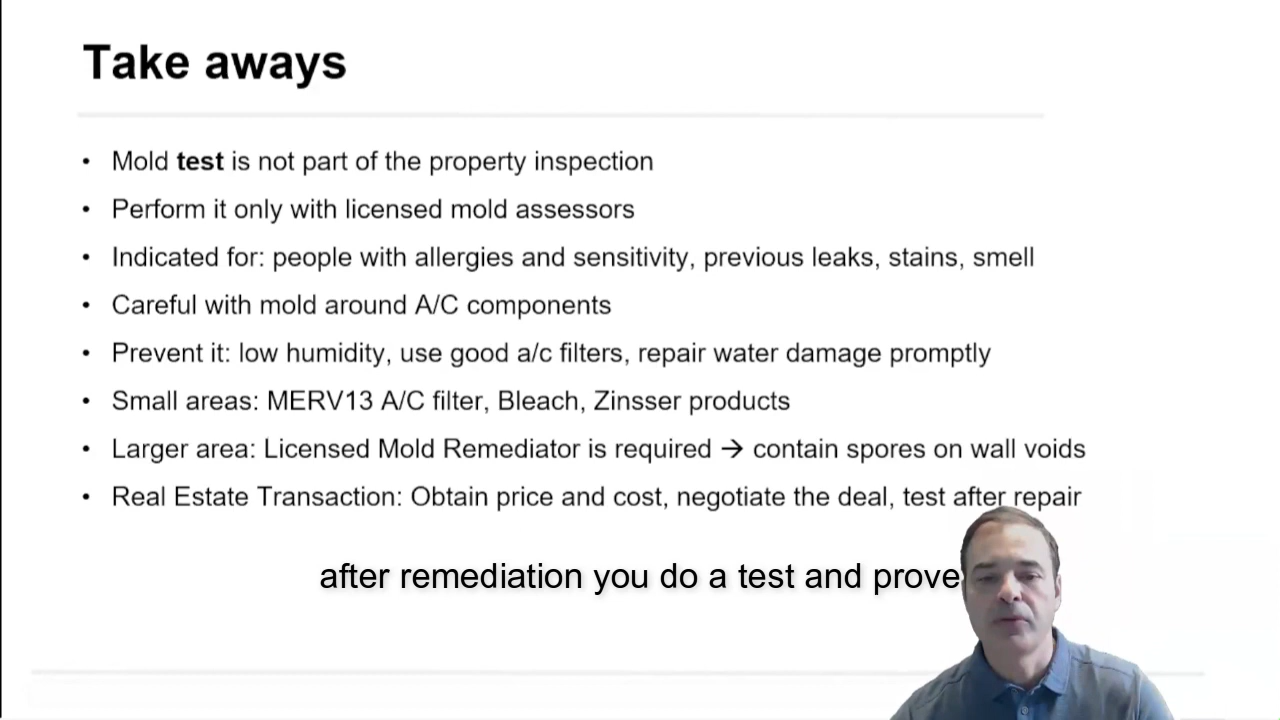 Take aways
• Mold test is not part of the property inspection
• Perform it only with licensed mold assessors
• Indicated for: people with allergies and sensitivity, previous leaks, stains, smell
• Careful with mold around A/C components
• Prevent it: low humidity, use good a/c filters, repair water damage promptly
• Small areas: MERV13 A/C filter, Bleach, Zinsser products
• Larger area: Licensed Mold Remediator is required → contain spores on wall voids
• Real Estate Transaction: Obtain price and cost, negotiate the deal, test after repair
after remediation you do a test and prove